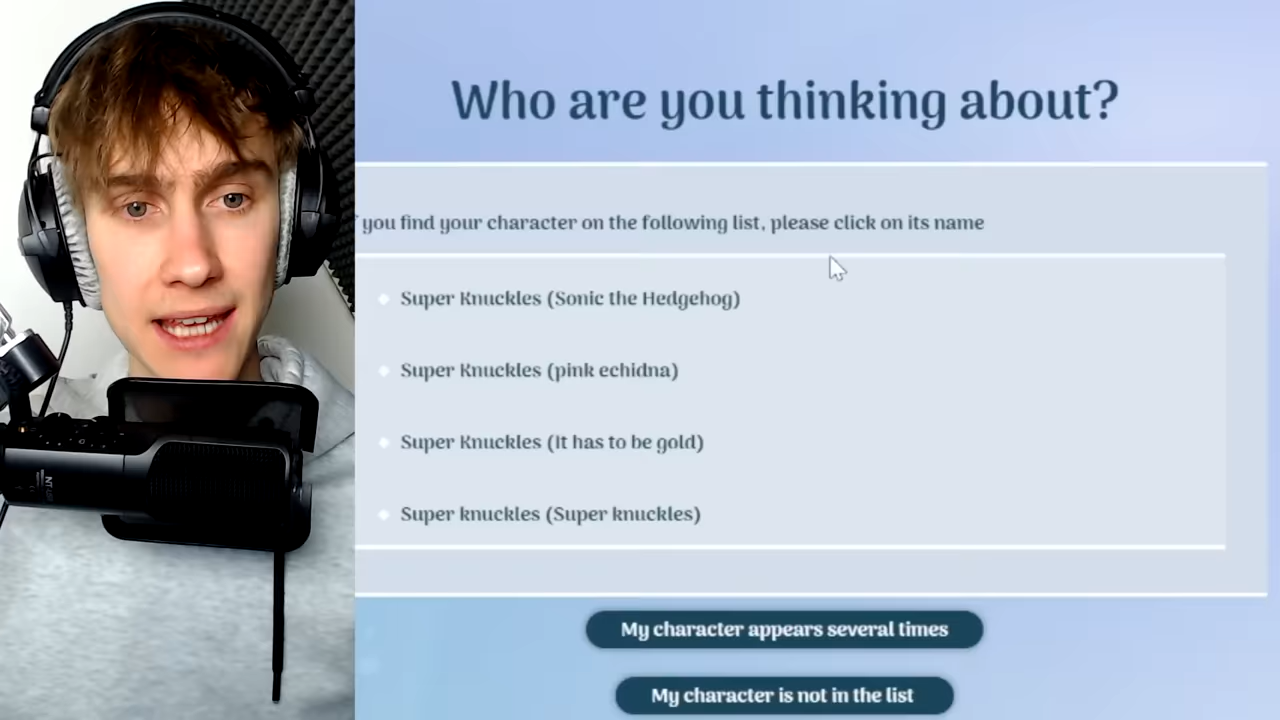 Who are you thinking about?
you find your character on the following list, please click on its name
Super Knuckles (Sonic the Hedgehog)
Super Knuckles (pink echidna)
Super Knuckles (It has to be gold)
Super knuckles (Super knuckles)
My character appears several times
My character is not in the list
NT